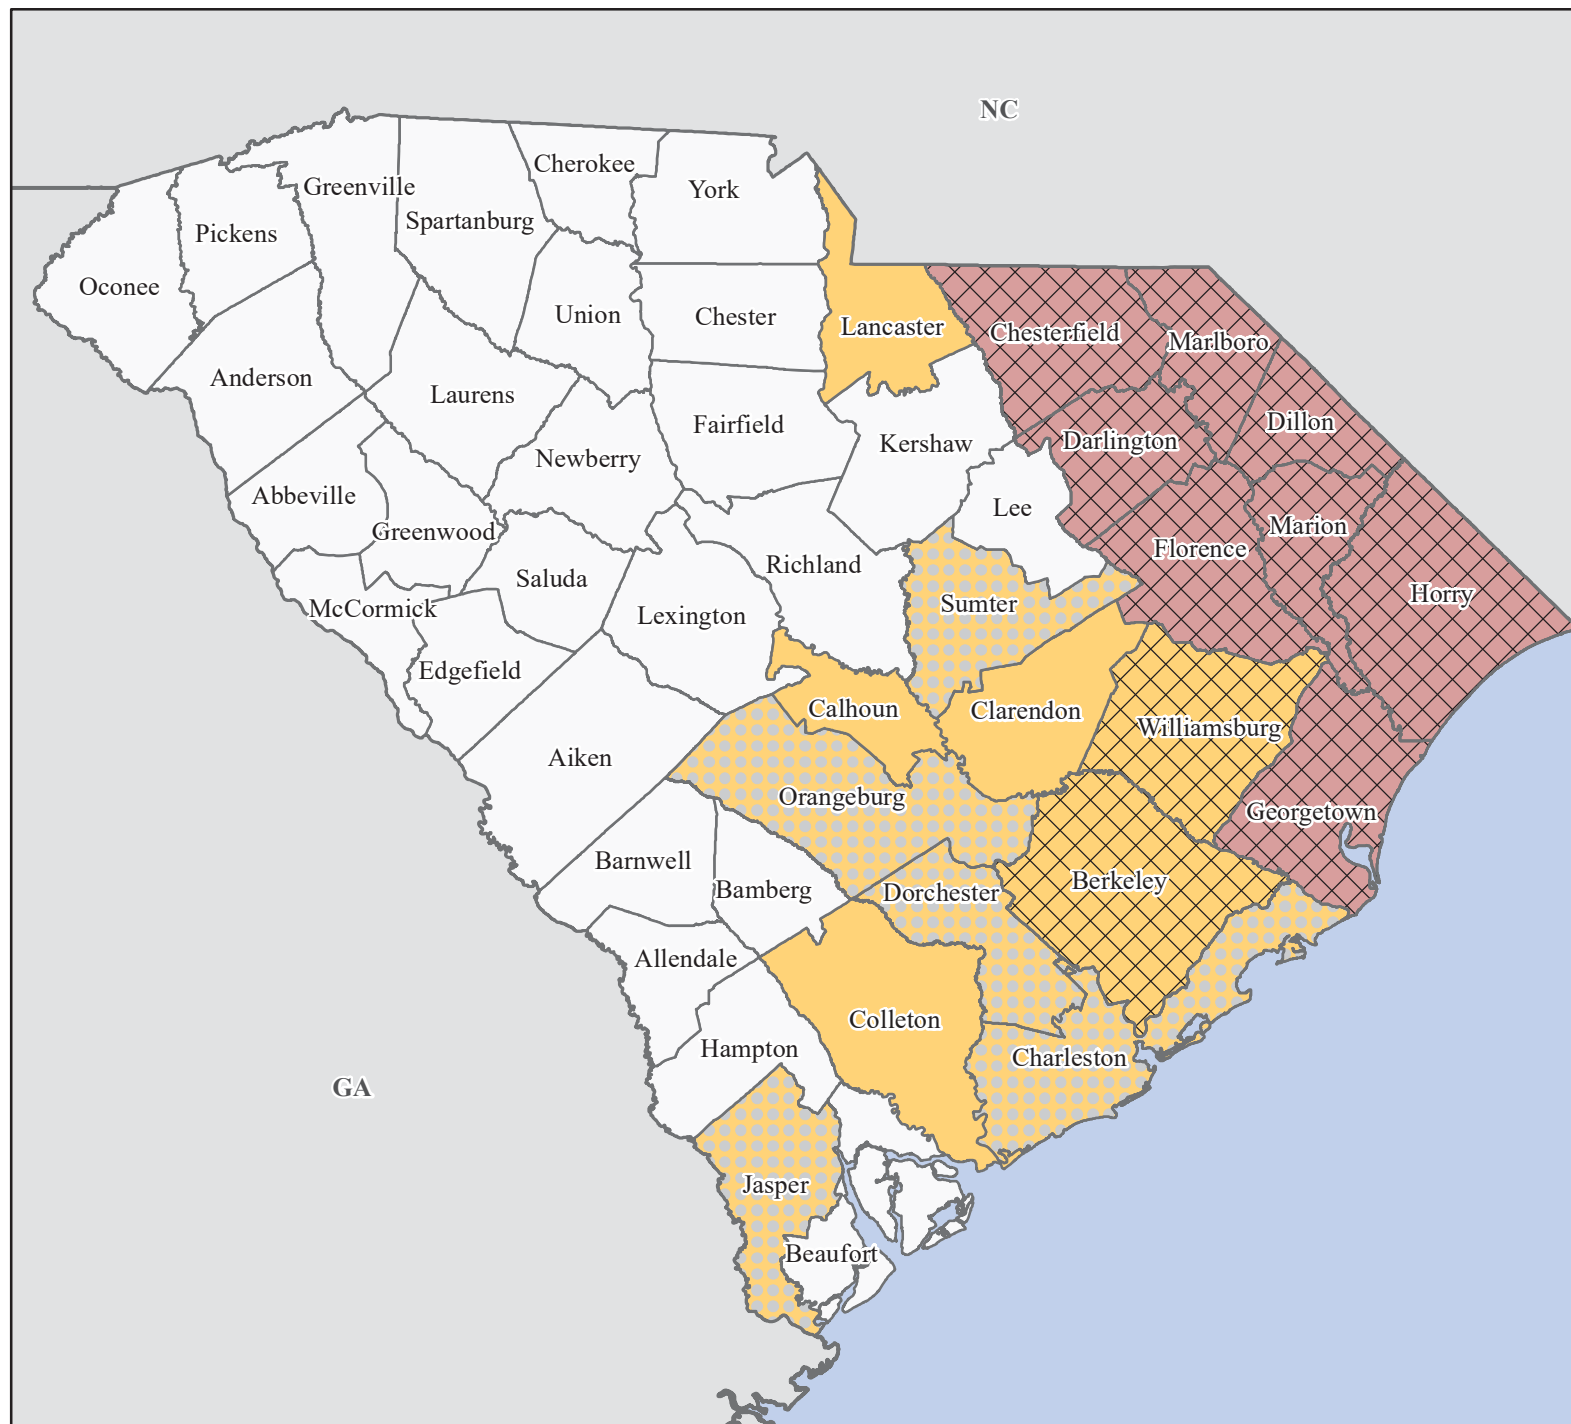 NC
Cherokee
York
Greenville
Spartanburg
Pickens
Oconee
Union
Chester
Lancaster
Chesterfield
Marlboro
Anderson
Laurens
Fairfield
Dillon
Darlington
Kershaw
Newberry
Abbeville
Lee
Marion
Greenwood
Florence
Richland
Saluda
Horry
Sumter
McCormick
Lexington
Edgefield
Calhoun
Clarendon
Williamsburg
Aiken
Orangeburg
Georgetown
Barnwell
Berkeley
Bamberg
Dorchester
Allendale
Colleton
Hampton
Charleston
GA
Jasper
Beaufort